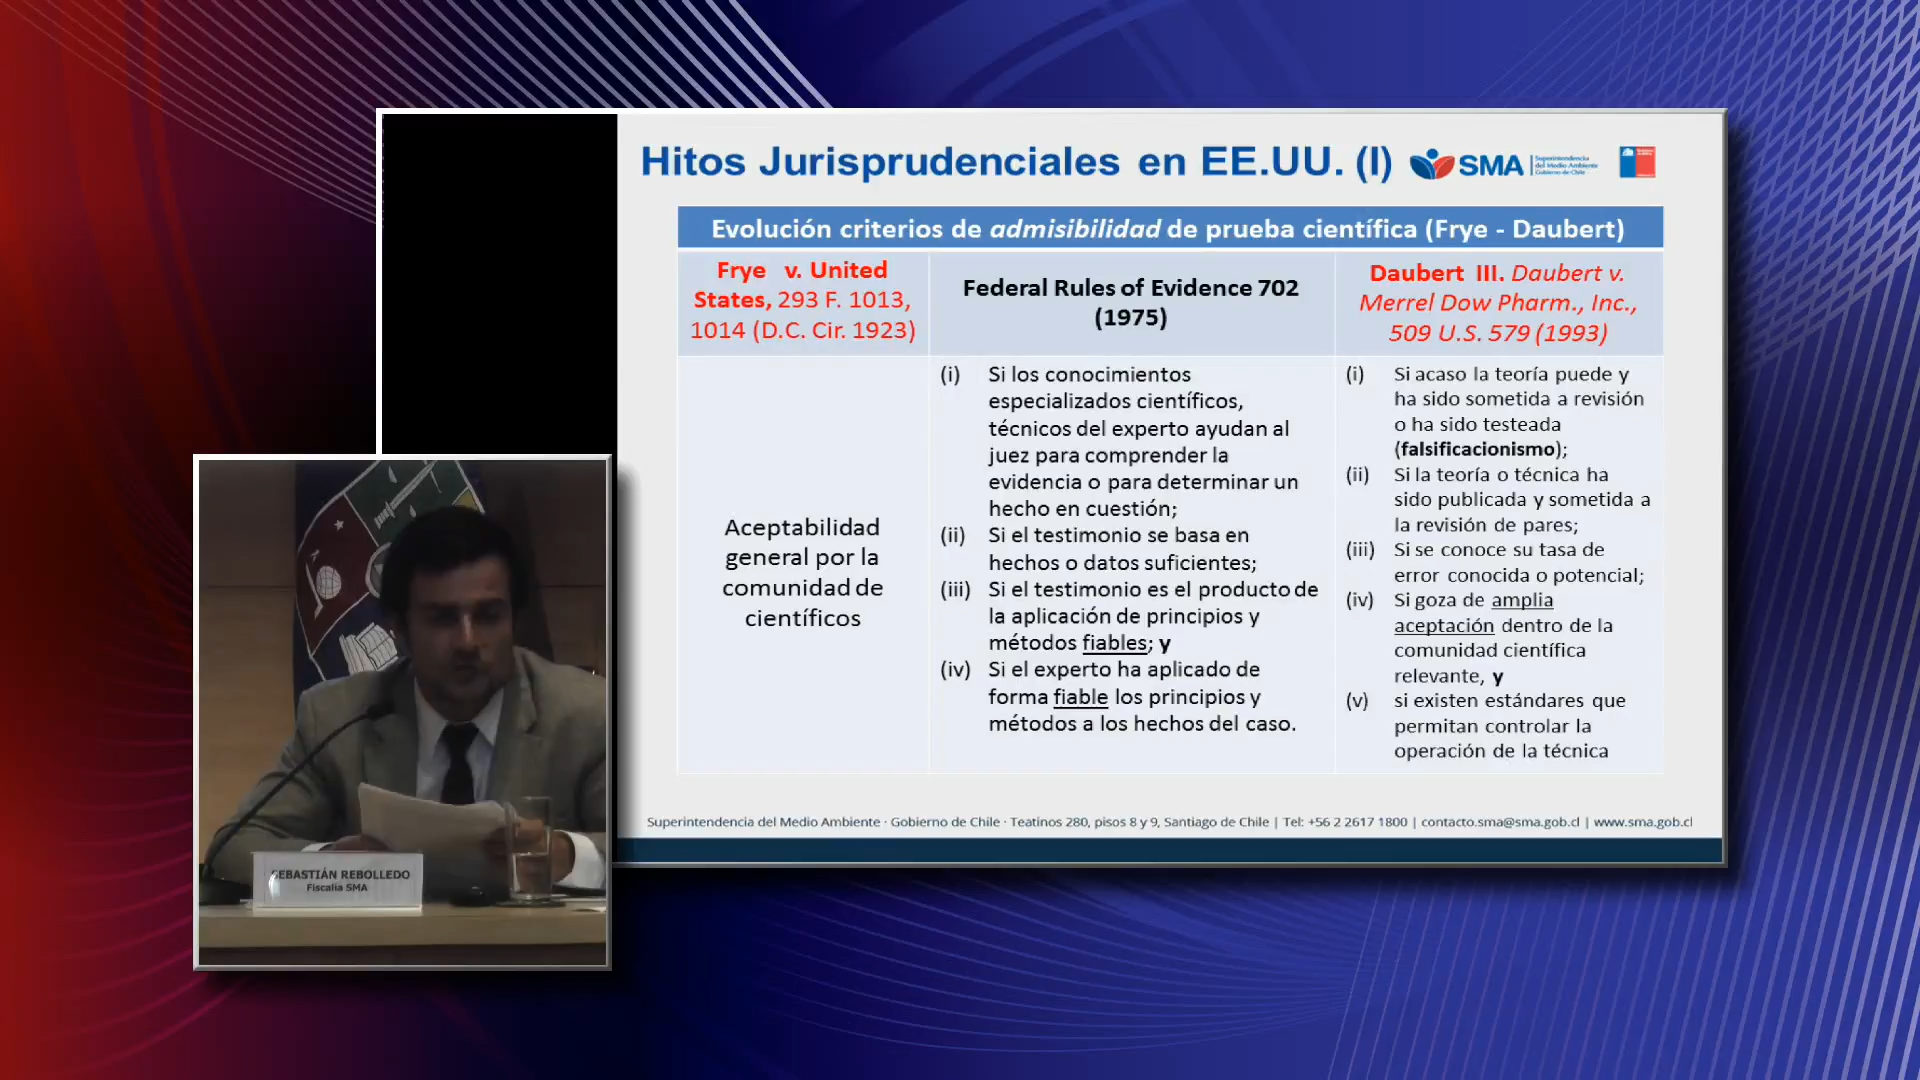 Hitos Jurisprudenciales en EE.UU. (I)
SMA
Superintendencia
del Medio Ambiente
Gobierno de Chile
Evolución criterios de admisibilidad de prueba científica (Frye - Daubert)
Frye v. United
States, 293 F. 1013,
1014 (D.C. Cir. 1923)
Federal Rules of Evidence 702
(1975)
Daubert III. Daubert v.
Merrel Dow Pharm., Inc.,
509 U.S. 579 (1993)
Aceptabilidad
general por la
comunidad de
científicos
(i) Si los conocimientos
especializados científicos,
técnicos del experto ayudan al
juez para comprender la
evidencia o para determinar un
hecho en cuestión;
(ii) Si el testimonio se basa en
hechos o datos suficientes;
(iii) Si el testimonio es el producto de
la aplicación de principios y
métodos fiables; y
(iv) Si el experto ha aplicado de
forma fiable los principios y
métodos a los hechos del caso.
(i) Si acaso la teoría puede y
ha sido sometida a revisión
o ha sido testeada
(falsificacionismo);
(ii) Si la teoría o técnica ha
sido publicada y sometida a
la revisión de pares;
(iii) Si se conoce su tasa de
error conocida o potencial;
(iv) Si goza de amplia
aceptación dentro de la
comunidad científica
relevante, y
(v) si existen estándares que
permitan controlar la
operación de la técnica
Superintendencia del Medio Ambiente · Gobierno de Chile · Teatinos 280, pisos 8 y 9, Santiago de Chile | Tel: +56 2 2617 1800 | contacto.sma@sma.gob.cl | www.sma.gob.cl
SEBASTIÁN REBOLLEDO
Fiscalía SMA